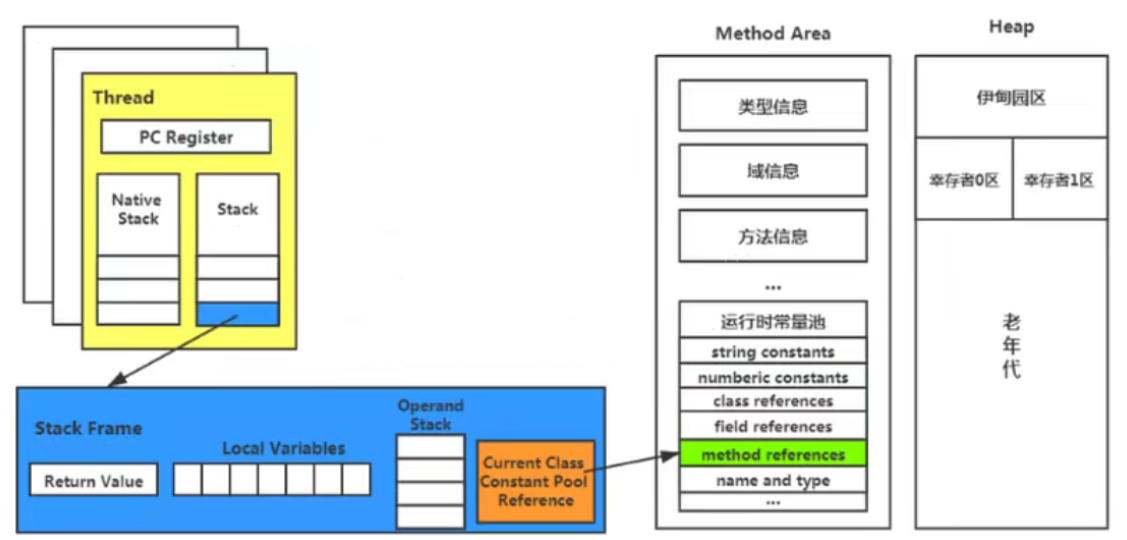 Thread
PC Register
Native
Stack
Stack
Stack Frame
Return Value
Local Variables
Operand
Stack
Current Class
Constant Pool
Reference
Method Area
类型信息
域信息
方法信息
...
运行时常量池
string constants
numberic constants
class references
field references
method references
name and type
...
Heap
伊甸园区
幸存者0区
幸存者1区
老
年
代